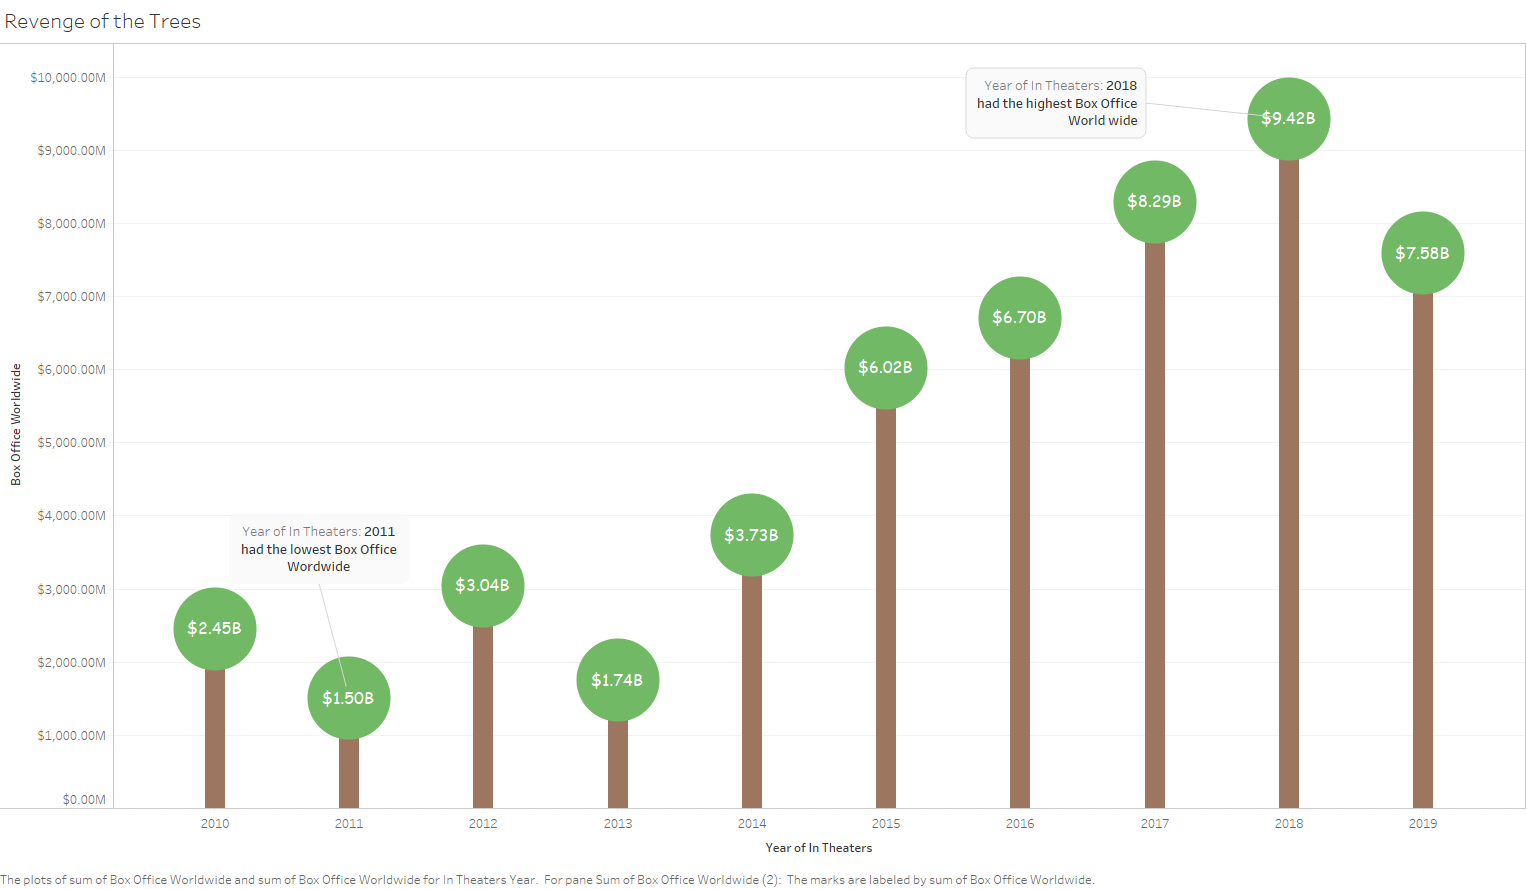 Revenge of the Trees
$10,000.00M
$9,000.00M
$8,000.00M
$7,000.00M
$6,000.00M
$5,000.00M
$4,000.00M
$3,000.00M
$2,000.00M
$1,000.00M
$0.00M
Box Office Worldwide
Year of In Theaters: 2018
had the highest Box Office
World wide
Year of In Theaters: 2011
had the lowest Box Office
Wordwide
$2.45B
$1.50B
$3.04B
$1.74B
$3.73B
$6.02B
$6.70B
$8.29B
$9.42B
$7.58B
2010
2011
2012
2013
2014
2015
2016
2017
2018
2019
Year of In Theaters
The plots of sum of Box Office Worldwide and sum of Box Office Worldwide for In Theaters Year.  For pane Sum of Box Office Worldwide (2):  The marks are labeled by sum of Box Office Worldwide.